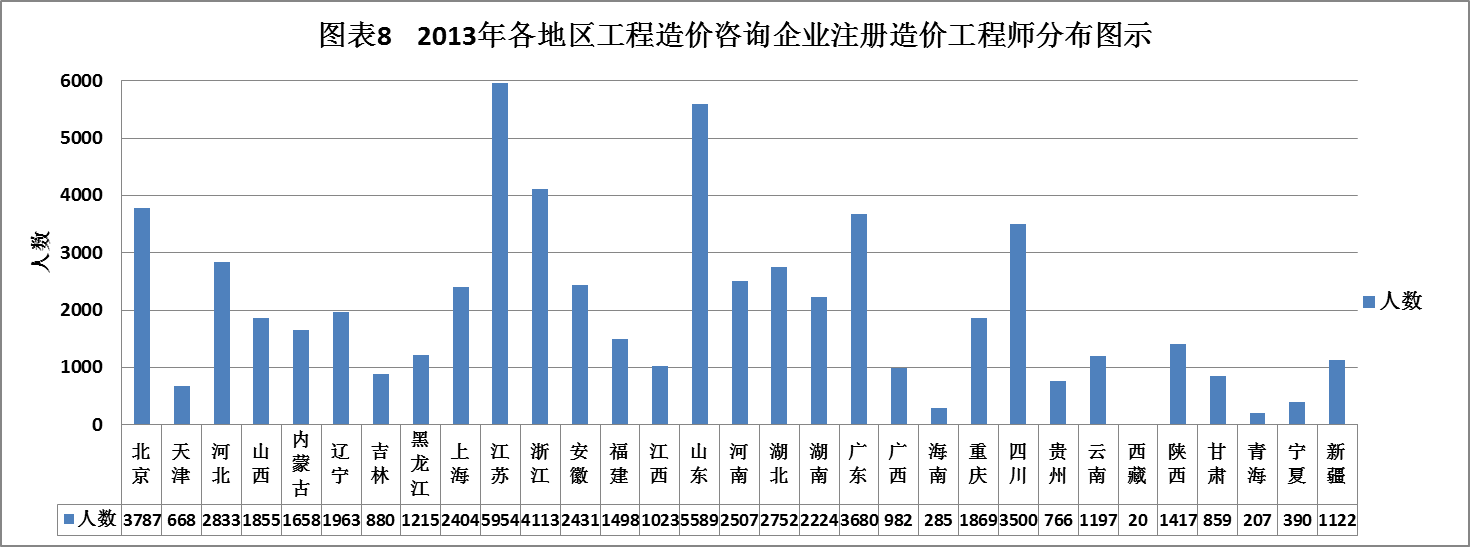 图表8 2013年各地区工程造价咨询企业注册造价工程师分布图示
6000
5000
4000
3000
2000
1000
0
人数
人数
北京 天津 河北 山西 内蒙古 辽宁 吉林 黑龙江 上海 江苏 浙江 安徽 福建 江西 山东 河南 湖北 湖南 广东 广西 海南 重庆 四川 贵州 云南 西藏 陕西 甘肃 青海 宁夏 新疆
人数 3787 668 2833 1855 1658 1963 880 1215 2404 5954 4113 2431 1498 1023 5589 2507 2752 2224 3680 982 285 1869 3500 766 1197 20 1417 859 207 390 1122